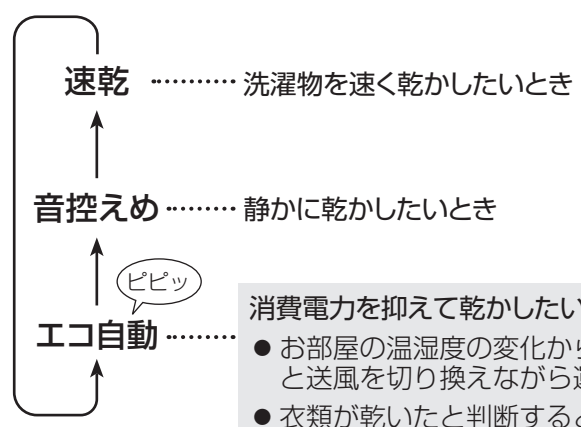 速乾 ………… 洗濯物を速く乾かしたいとき
音控えめ ……… 静かに乾かしたいとき
ピピッ
エコ自動 ………
消費電力を抑えて乾かしたい
● お部屋の温湿度の変化から
と送風を切り換えながら
● 衣類が乾いたと判断すると